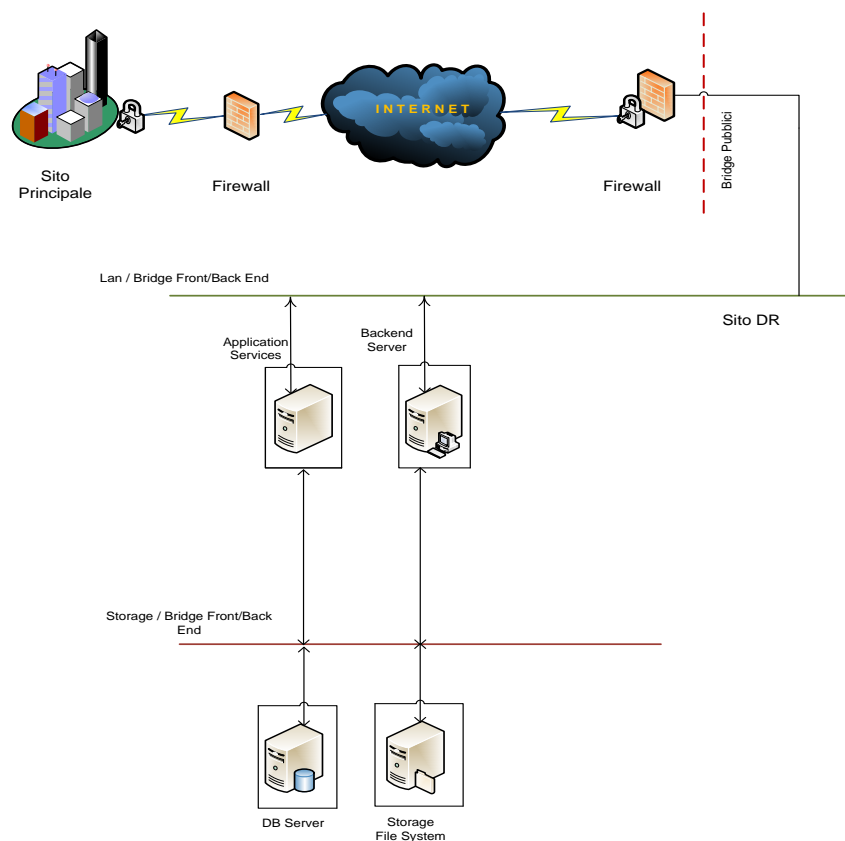 INTERNET
Sito
Principale
Firewall
Firewall
Bridge Pubblici
Lan / Bridge Front/Back End
Sito DR
Application
Services
Backend
Server
Storage / Bridge Front/Back
End
DB Server
Storage
File System